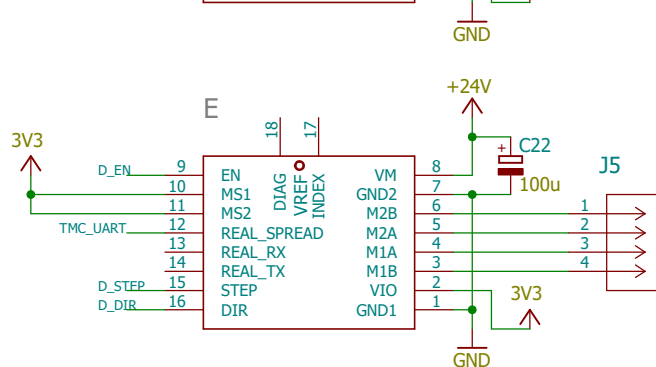 GND
+24V
E
18
17
C22
100u
3V3
J5
D_EN 9 EN VM 8
10 MS1 GND2 7
11 MS2 M2B 6 1
TMC_UART 12 REAL_SPREAD M2A 5 2
13 REAL_RX M1A 4 3
14 REAL_TX M1B 3 4
D_STEP 15 STEP VIO 2
D_DIR 16 DIR GND1 1
DIAG
VREF
INDEX
+
3V3
GND